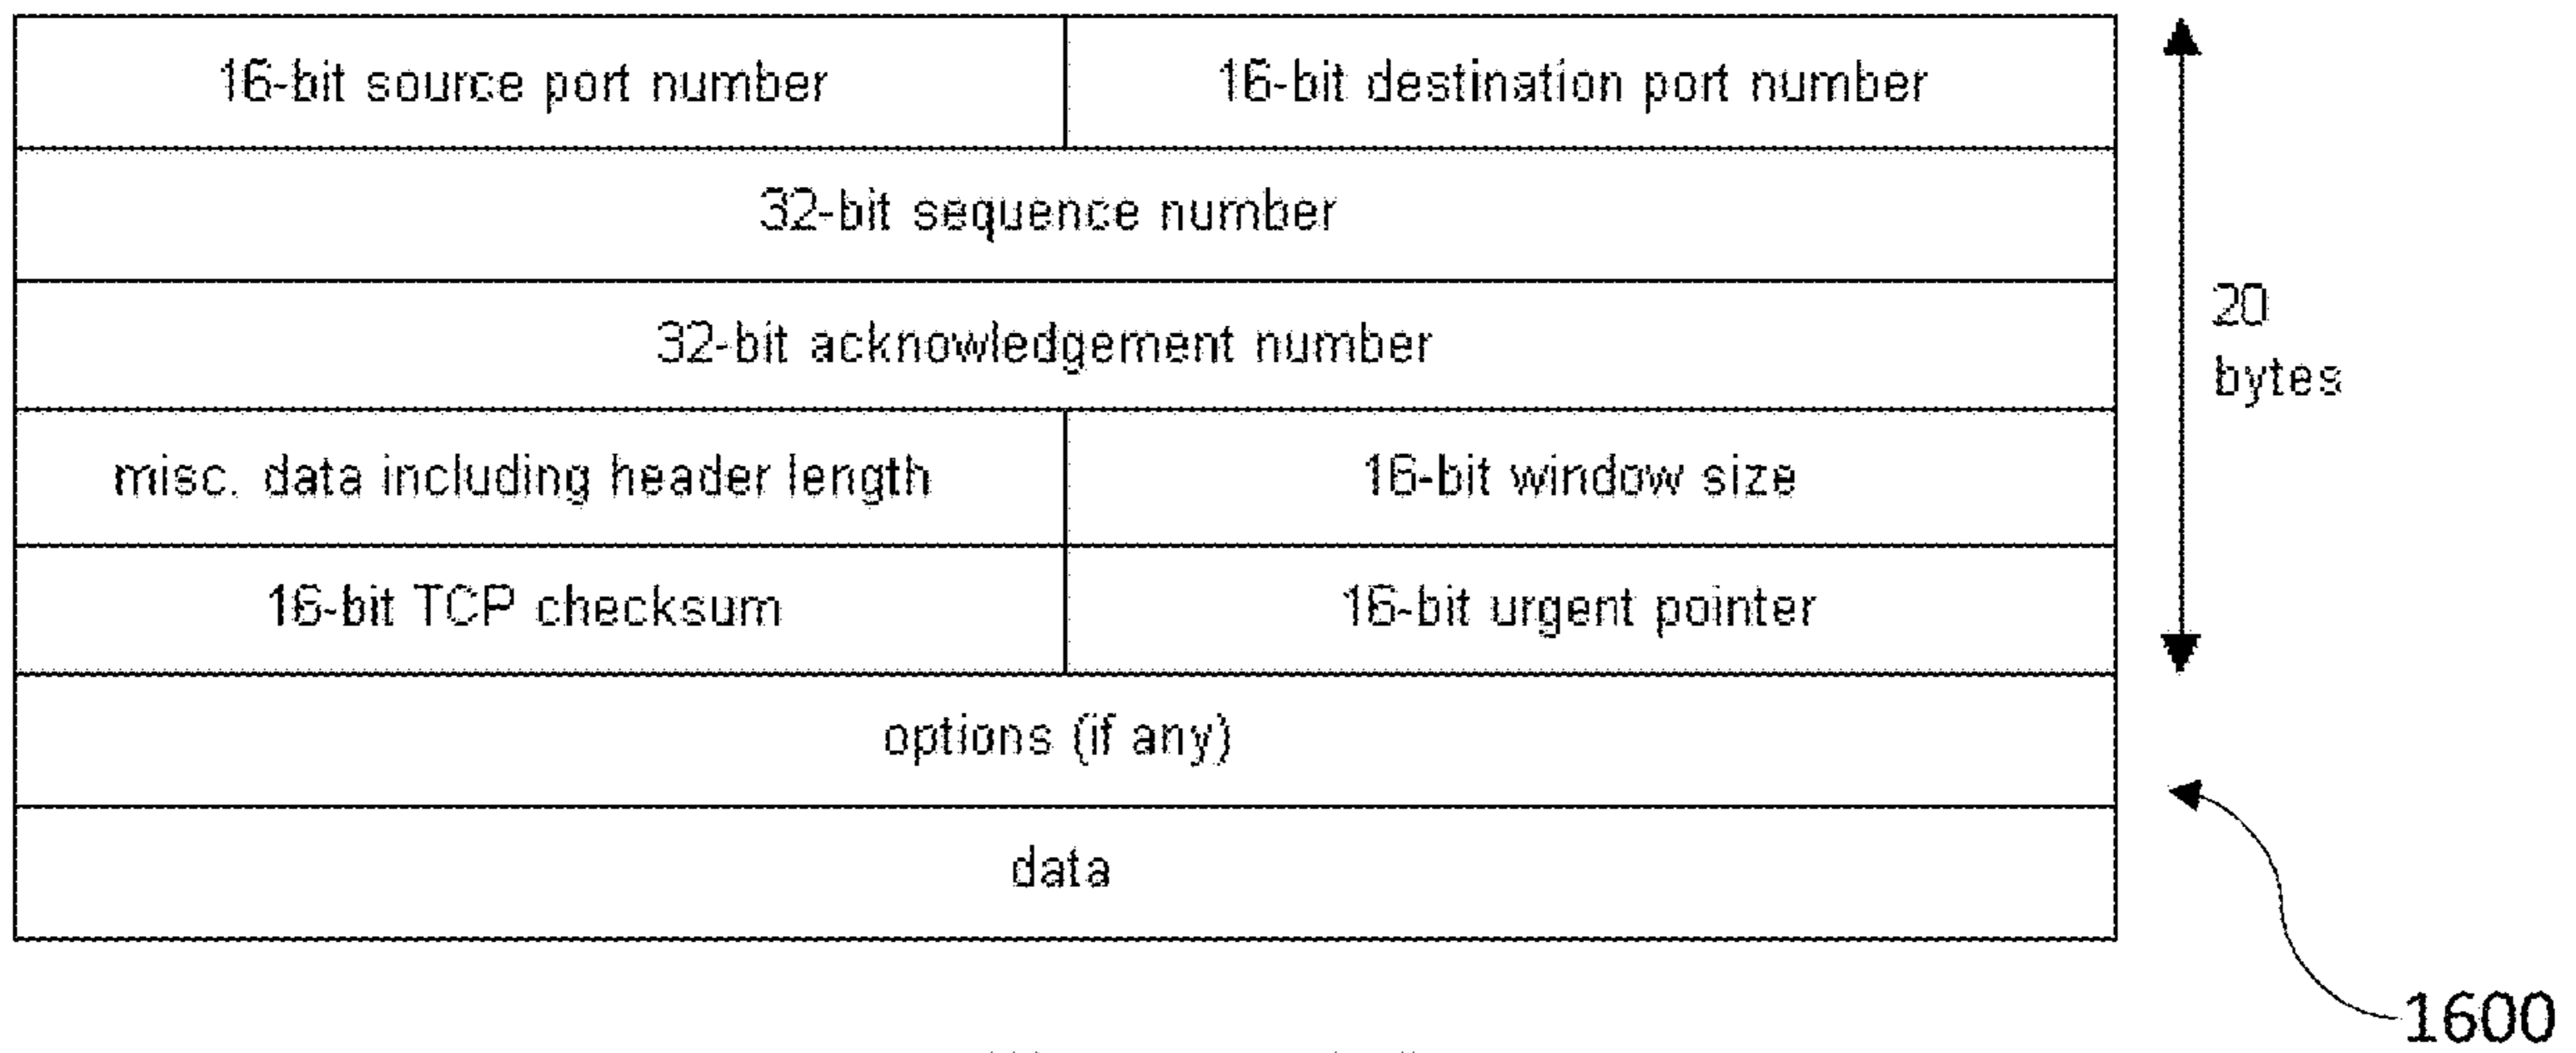 16-bit source port number 16-bit destination port number
32-bit sequence number
32-bit acknowledgement number
misc. data including header length 16-bit window size
16-bit TCP checksum 16-bit urgent pointer
options (if any)
data
20
bytes
1600